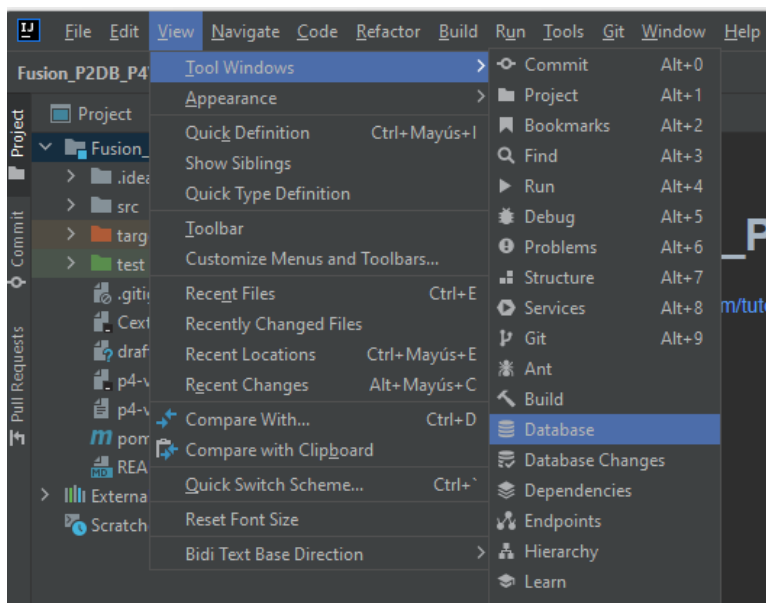 IJ File Edit View Navigate Code Refactor Build Run Tools Git Window Help
Fusion_P2DB_P4
Project
Fusion_
.idea
src
targ
test
.giti
Cext
draf
p4-v
p4-v
pom
REA
Externa
Scratch
Project
Commit
Pull Requests
Tool Windows
Appearance
Quick Definition Ctrl+Mayús+I
Show Siblings
Quick Type Definition
Toolbar
Customize Menus and Toolbars...
Recent Files Ctrl+E
Recently Changed Files
Recent Locations Ctrl+Mayús+E
Recent Changes Alt+Mayús+C
Compare With... Ctrl+D
Compare with Clipboard
Quick Switch Scheme... Ctrl+`
Reset Font Size
Bidi Text Base Direction
Commit Alt+0
Project Alt+1
Bookmarks Alt+2
Find Alt+3
Run Alt+4
Debug Alt+5
Problems Alt+6
Structure Alt+7
Services Alt+8
Git Alt+9
Ant
Build
Database
Database Changes
Dependencies
Endpoints
Hierarchy
Learn
_P
m/tut